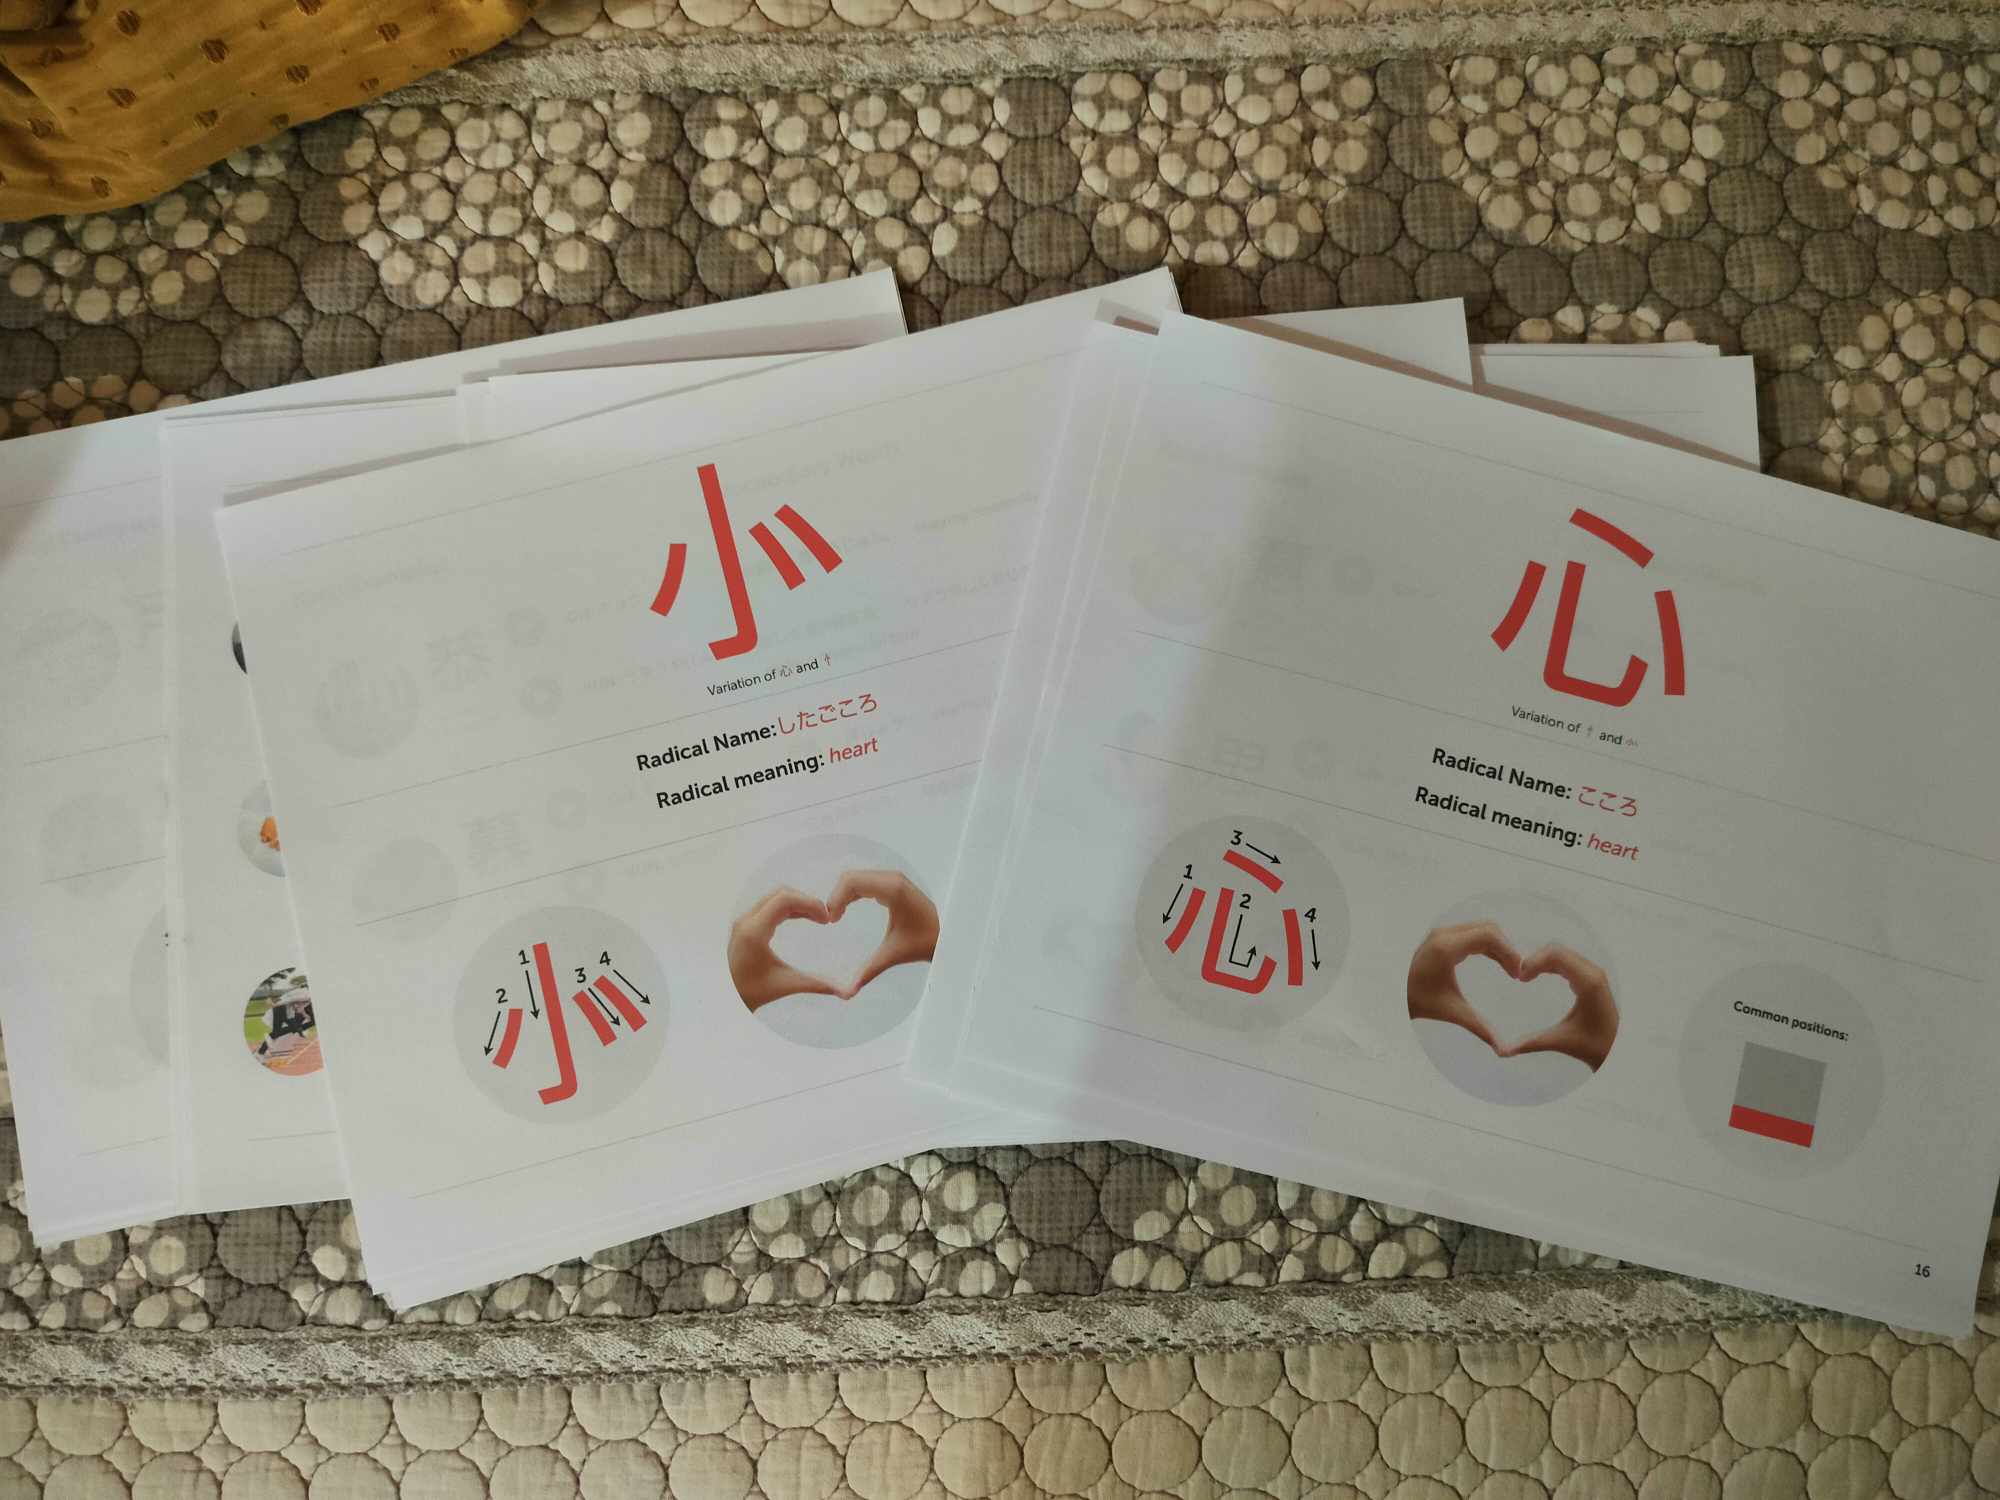 ⺗
Variation of 心 and 忄
Radical Name:したごころ
Radical meaning: heart
1
2
3
4
⺗
心
Variation of 忄 and ⺗
Radical Name: こころ
Radical meaning: heart
3
1
2
4
心
Common positions:
16